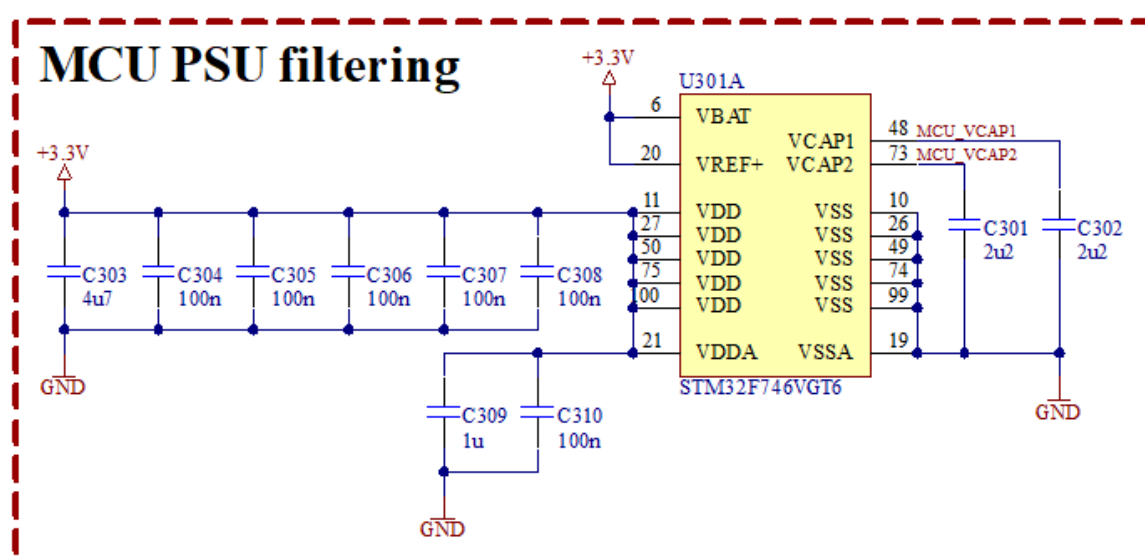 MCU PSU filtering
+3.3V
U301A
6 VBAT
20 VREF+
VCAP1 48 MCU_VCAP1
VCAP2 73 MCU_VCAP2
+3.3V
11 VDD VSS 10
27 VDD VSS 26
50 VDD VSS 49
75 VDD VSS 74
100 VDD VSS 99
21 VDDA VSSA 19
STM32F746VGT6
C301
2u2
C302
2u2
C303
4u7
C304
100n
C305
100n
C306
100n
C307
100n
C308
100n
GND
C309
1u
C310
100n
GND
GND